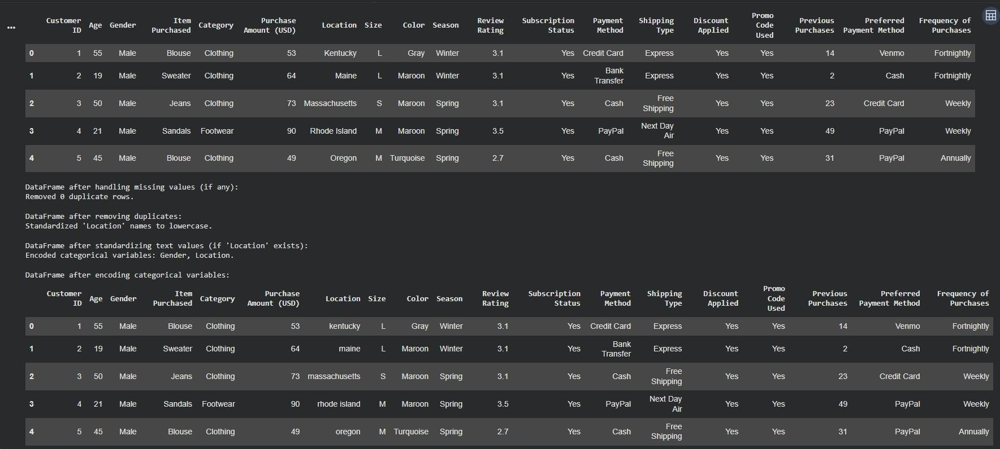 Customer ID Age Gender Item Purchased Category Purchase Amount (USD) Location Size Color Season Review Rating Subscription Status Payment Method Shipping Type Discount Applied Promo Code Used Previous Purchases Preferred Payment Method Frequency of Purchases
0 1 55 Male Blouse Clothing 53 Kentucky L Gray Winter 3.1 Yes Credit Card Express Yes Yes 14 Venmo Fortnightly
1 2 19 Male Sweater Clothing 64 Maine L Maroon Winter 3.1 Yes Bank Transfer Express Yes Yes 2 Cash Fortnightly
2 3 50 Male Jeans Clothing 73 Massachusetts S Maroon Spring 3.1 Yes Cash Free Shipping Yes Yes 23 Credit Card Weekly
3 4 21 Male Sandals Footwear 90 Rhode Island M Maroon Spring 3.5 Yes PayPal Next Day Air Yes Yes 49 PayPal Weekly
4 5 45 Male Blouse Clothing 49 Oregon M Turquoise Spring 2.7 Yes Cash Free Shipping Yes Yes 31 PayPal Annually
DataFrame after handling missing values (if any):
Removed 0 duplicate rows.
DataFrame after removing duplicates:
Standardized 'Location' names to lowercase.
DataFrame after standardizing text values (if 'Location' exists):
Encoded categorical variables: Gender, Location.
DataFrame after encoding categorical variables:
Customer ID Age Gender Item Purchased Category Purchase Amount (USD) Location Size Color Season Review Rating Subscription Status Payment Method Shipping Type Discount Applied Promo Code Used Previous Purchases Preferred Payment Method Frequency of Purchases
0 1 55 Male Blouse Clothing 53 kentucky L Gray Winter 3.1 Yes Credit Card Express Yes Yes 14 Venmo Fortnightly
1 2 19 Male Sweater Clothing 64 maine L Maroon Winter 3.1 Yes Bank Transfer Express Yes Yes 2 Cash Fortnightly
2 3 50 Male Jeans Clothing 73 massachusetts S Maroon Spring 3.1 Yes Cash Free Shipping Yes Yes 23 Credit Card Weekly
3 4 21 Male Sandals Footwear 90 rhode island M Maroon Spring 3.5 Yes PayPal Next Day Air Yes Yes 49 PayPal Weekly
4 5 45 Male Blouse Clothing 49 oregon M Turquoise Spring 2.7 Yes Cash Free Shipping Yes Yes 31 PayPal Annually